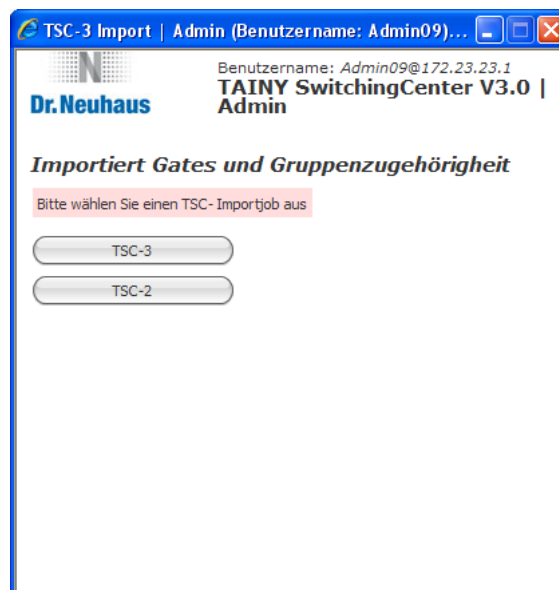 TSC-3 Import | Admin (Benutzername: Admin09)...
N
Dr.Neuhaus
Benutzername: Admin09@172.23.23.1
TAINY SwitchingCenter V3.0 |
Admin
Importiert Gates und Gruppenzugehörigheit
Bitte wählen Sie einen TSC- Importjob aus
TSC-3
TSC-2